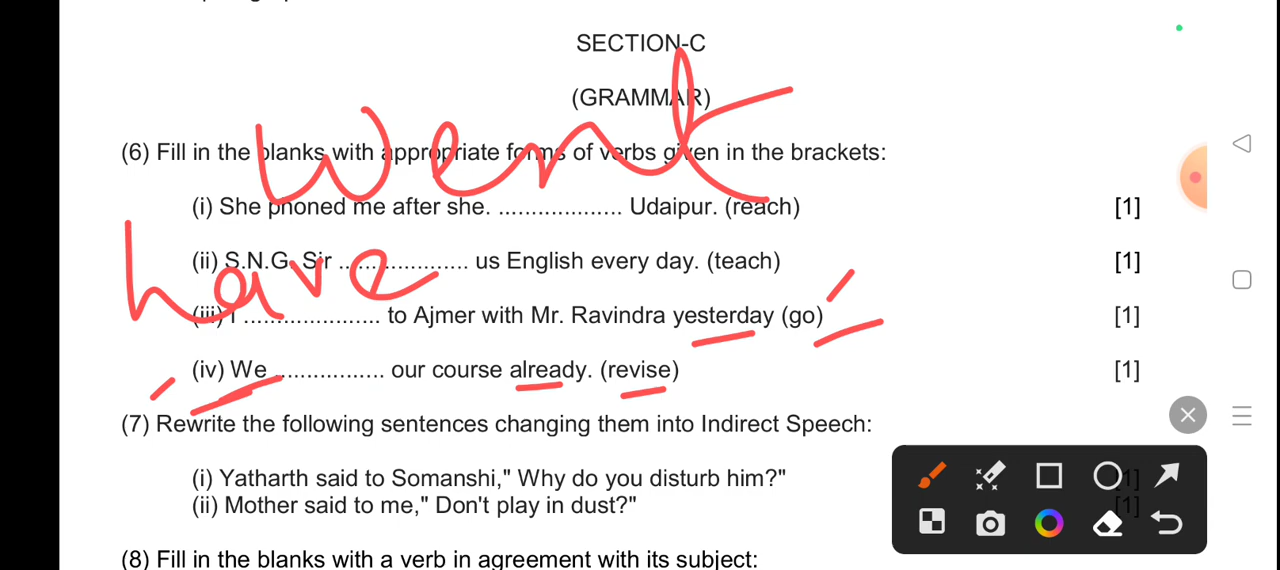 SECTION-C
(GRAMMAR)
went
(6) Fill in the blanks with appropriate forms of verbs given in the brackets:
(i) She phoned me after she. ................... Udaipur. (reach) [1]
have
(ii) S.N.G. Sir .................... us English every day. (teach) [1]
(iii) I ..................... to Ajmer with Mr. Ravindra yesterday (go) [1]
(iv) We ................. our course already. (revise) [1]
(7) Rewrite the following sentences changing them into Indirect Speech:
(i) Yatharth said to Somanshi," Why do you disturb him?" [1]
(ii) Mother said to me," Don't play in dust?" [1]
(8) Fill in the blanks with a verb in agreement with its subject: